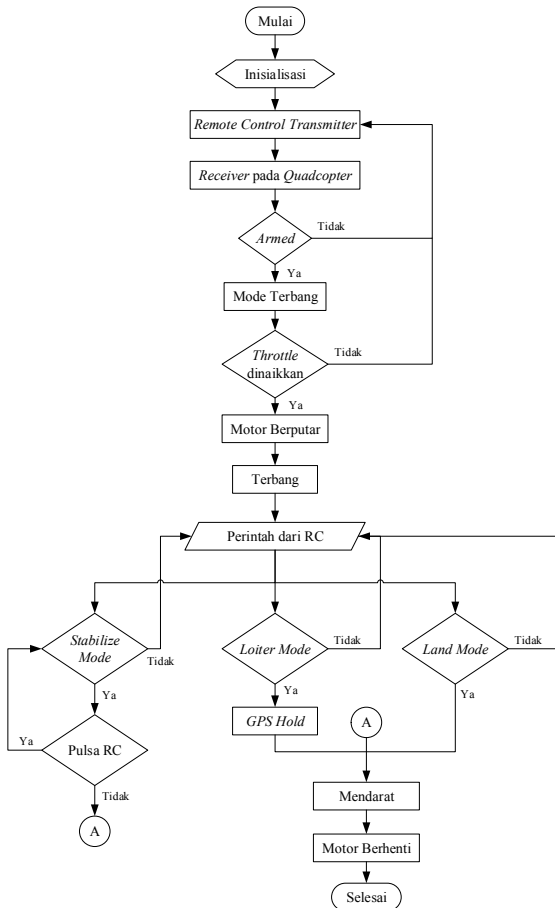 Mulai
Inisialisasi
Remote Control Transmitter
Receiver pada Quadcopter
Tidak
Armed
Ya
Mode Terbang
Throttle
dinaikkan
Tidak
Ya
Motor Berputar
Terbang
Perintah dari RC
Stabilize
Mode
Tidak
Loiter Mode
Tidak
Land Mode
Tidak
Ya
Ya
Ya
GPS Hold
A
Ya
Pulsa RC
Tidak
A
Mendarat
Motor Berhenti
Selesai